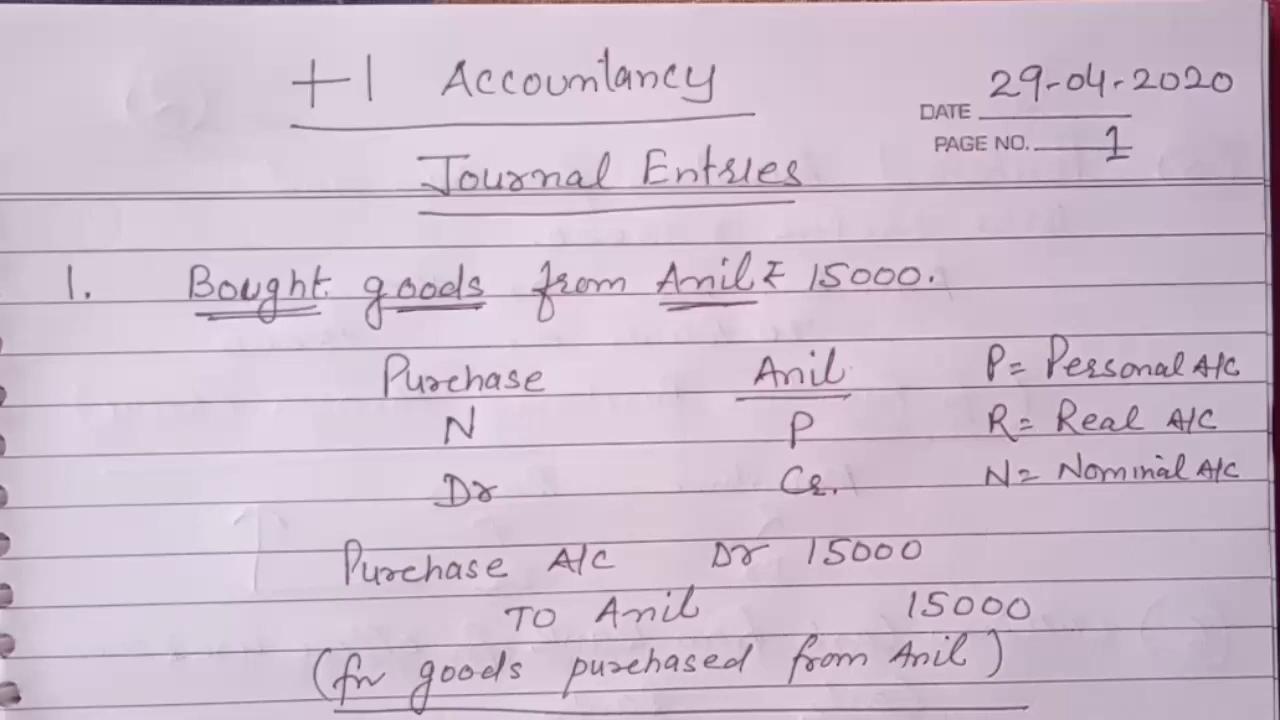 +1 Accountancy
29-04-2020
DATE
PAGE NO. 1
Journal Entries
1. Bought goods from Anil ₹ 15000.
Purchase Anil P= Personal A/C
N P R= Real A/C
Dr Cr. N= Nominal A/C
Purchase A/C Dr 15000
TO Anil 15000
(for goods purchased from Anil)